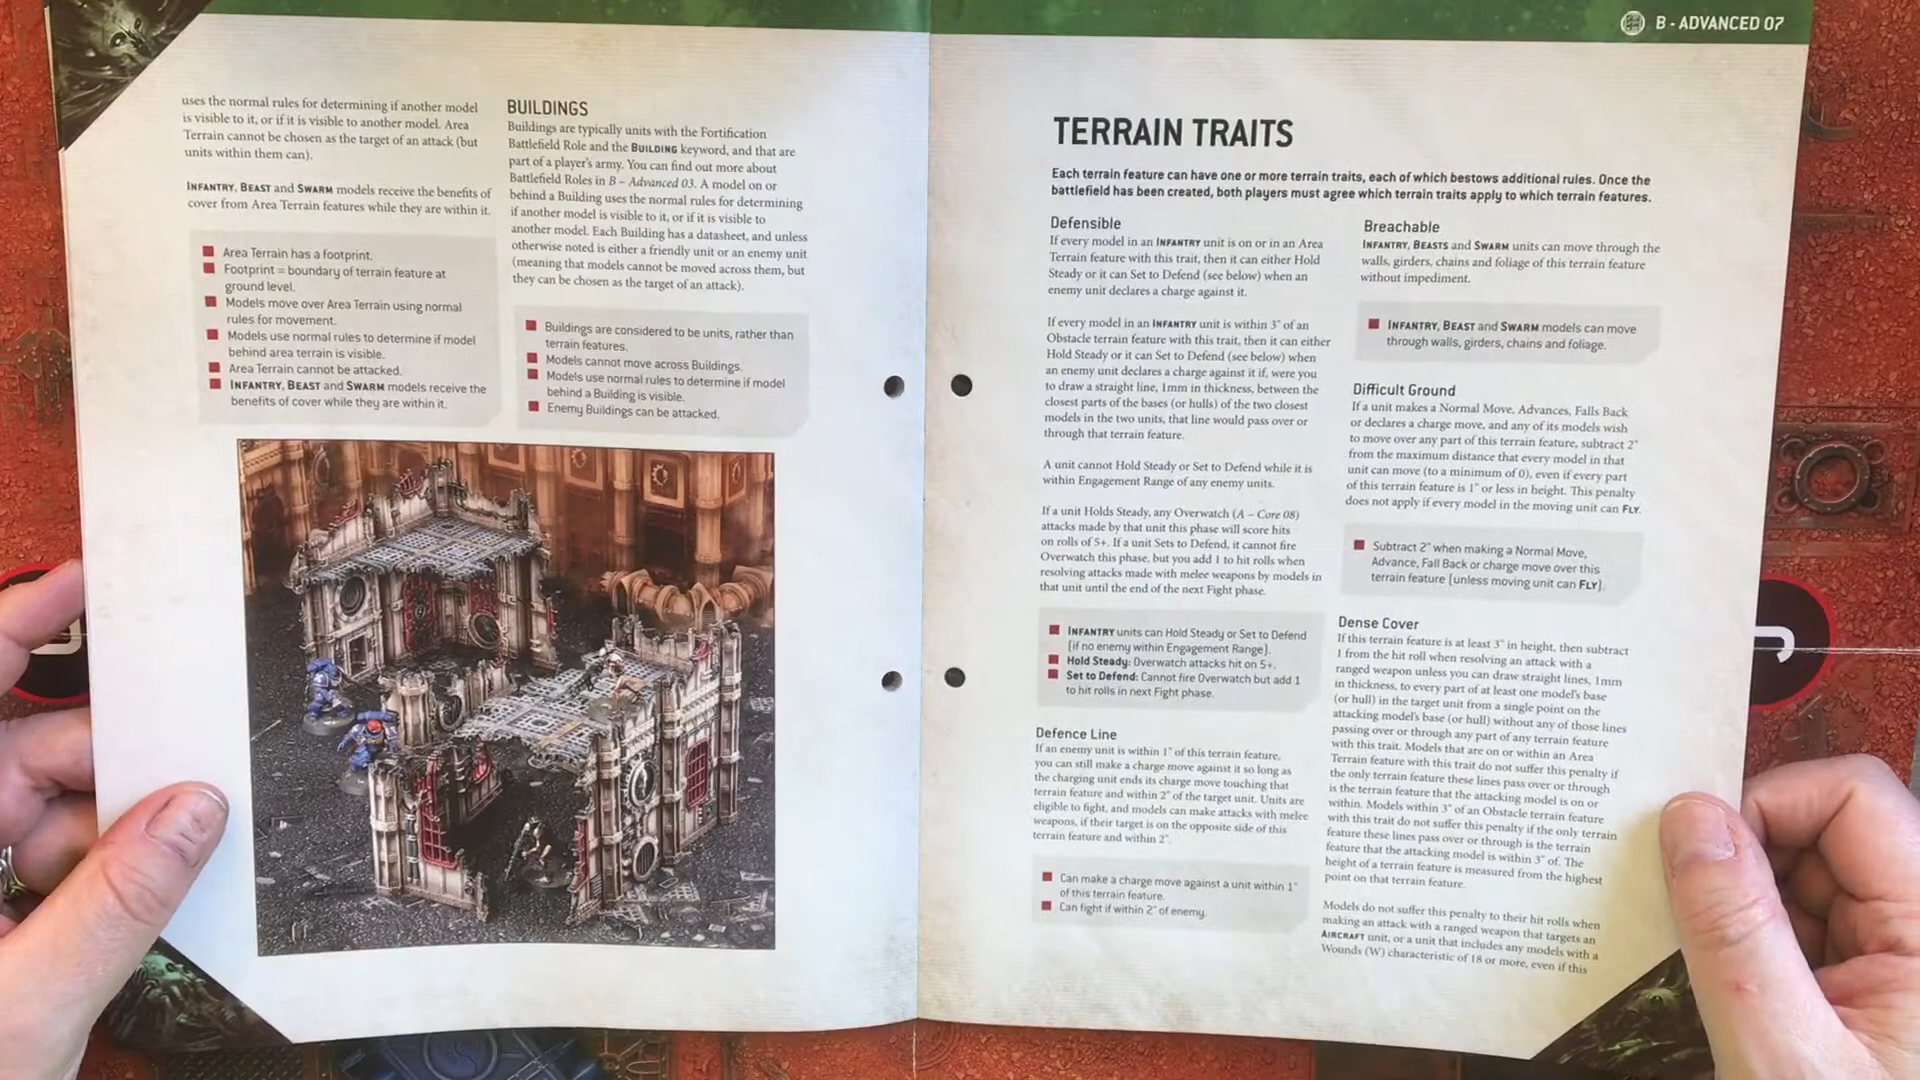 B - ADVANCED 07
uses the normal rules for determining if another model
is visible to it, or if it is visible to another model. Area
Terrain cannot be chosen as the target of an attack (but
units within them can).
INFANTRY, BEAST and SWARM models receive the benefits of
cover from Area Terrain features while they are within it.
Area Terrain has a footprint.
Footprint = boundary of terrain feature at
ground level.
Models move over Area Terrain using normal
rules for movement.
Models use normal rules to determine if model
behind area terrain is visible.
Area Terrain cannot be attacked.
INFANTRY, BEAST and SWARM models receive the
benefits of cover while they are within it.
BUILDINGS
Buildings are typically units with the Fortification
Battlefield Role and the BUILDING keyword, and that are
part of a player's army. You can find out more about
Battlefield Roles in B – Advanced 03. A model on or
behind a Building uses the normal rules for determining
if another model is visible to it, or if it is visible to
another model. Each Building has a datasheet, and unless
otherwise noted is either a friendly unit or an enemy unit
(meaning that models cannot be moved across them, but
they can be chosen as the target of an attack).
Buildings are considered to be units, rather than
terrain features.
Models cannot move across Buildings.
Models use normal rules to determine if model
behind a Building is visible.
Enemy Buildings can be attacked.
TERRAIN TRAITS
Each terrain feature can have one or more terrain traits, each of which bestows additional rules. Once the
battlefield has been created, both players must agree which terrain traits apply to which terrain features.
Defensible
If every model in an INFANTRY unit is on or in an Area
Terrain feature with this trait, then it can either Hold
Steady or it can Set to Defend (see below) when an
enemy unit declares a charge against it.
If every model in an INFANTRY unit is within 3" of an
Obstacle terrain feature with this trait, then it can either
Hold Steady or it can Set to Defend (see below) when
an enemy unit declares a charge against it if, were you
to draw a straight line, 1mm in thickness, between the
closest parts of the bases (or hulls) of the two closest
models in the two units, that line would pass over or
through that terrain feature.
A unit cannot Hold Steady or Set to Defend while it is
within Engagement Range of any enemy units.
If a unit Holds Steady, any Overwatch (A – Core 08)
attacks made by that unit this phase will score hits
on rolls of 5+. If a unit Sets to Defend, it cannot fire
Overwatch this phase, but you add 1 to hit rolls when
resolving attacks made with melee weapons by models in
that unit until the end of the next Fight phase.
INFANTRY units can Hold Steady or Set to Defend
(if no enemy within Engagement Range).
Hold Steady: Overwatch attacks hit on 5+.
Set to Defend: Cannot fire Overwatch but add 1
to hit rolls in next Fight phase.
Defence Line
If an enemy unit is within 1" of this terrain feature,
you can still make a charge move against it so long as
the charging unit ends its charge move touching that
terrain feature and within 2" of the target unit. Units are
eligible to fight, and models can make attacks with melee
weapons, if their target is on the opposite side of this
terrain feature and within 2".
Can make a charge move against a unit within 1"
of this terrain feature.
Can fight if within 2" of enemy.
Breachable
INFANTRY, BEASTS and SWARM units can move through the
walls, girders, chains and foliage of this terrain feature
without impediment.
INFANTRY, BEAST and SWARM models can move
through walls, girders, chains and foliage.
Difficult Ground
If a unit makes a Normal Move, Advances, Falls Back
or declares a charge move, and any of its models wish
to move over any part of this terrain feature, subtract 2"
from the maximum distance that every model in that
unit can move (to a minimum of 0), even if every part
of this terrain feature is 1" or less in height. This penalty
does not apply if every model in the moving unit can FLY.
Subtract 2" when making a Normal Move,
Advance, Fall Back or charge move over this
terrain feature (unless moving unit can FLY).
Dense Cover
If this terrain feature is at least 3" in height, then subtract
1 from the hit roll when resolving an attack with a
ranged weapon unless you can draw straight lines, 1mm
in thickness, to every part of at least one model's base
(or hull) in the target unit from a single point on the
attacking model's base (or hull) without any of those lines
passing over or through any part of any terrain feature
with this trait. Models that are on or within an Area
Terrain feature with this trait do not suffer this penalty if
the only terrain feature these lines pass over or through
is the terrain feature that the attacking model is on or
within. Models within 3" of an Obstacle terrain feature
with this trait do not suffer this penalty if the only terrain
feature these lines pass over or through is the terrain
feature that the attacking model is within 3" of. The
height of a terrain feature is measured from the highest
point on that terrain feature.
Models do not suffer this penalty to their hit rolls when
making an attack with a ranged weapon that targets an
AIRCRAFT unit, or a unit that includes any models with a
Wounds (W) characteristic of 18 or more, even if this